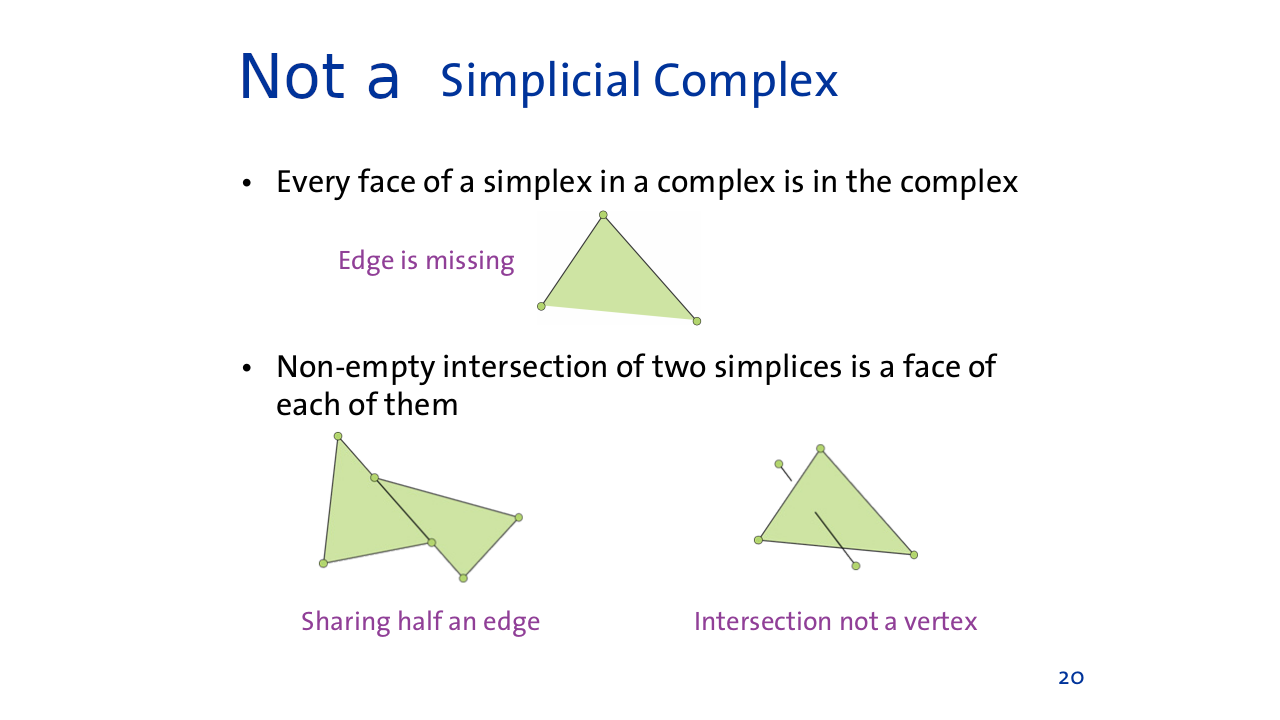 Not a Simplicial Complex
• Every face of a simplex in a complex is in the complex
Edge is missing
• Non-empty intersection of two simplices is a face of
each of them
Sharing half an edge
Intersection not a vertex
20